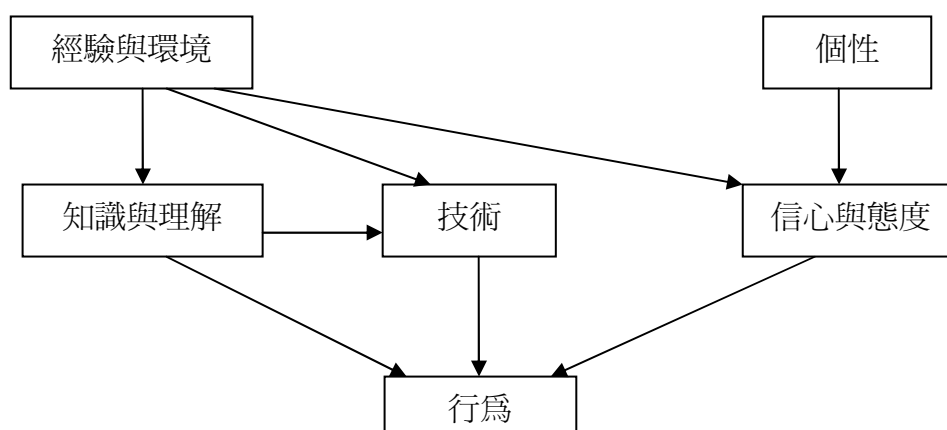 經驗與環境
個性
知識與理解
技術
信心與態度
行爲